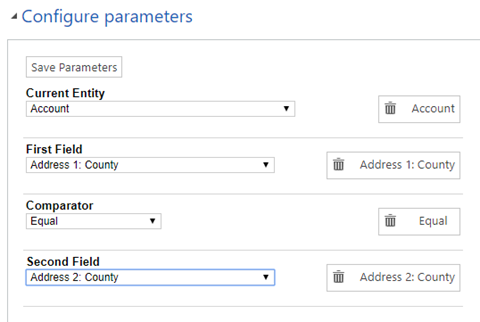 Configure parameters
Save Parameters
Current Entity
Account
Account
First Field
Address 1: County
Address 1: County
Comparator
Equal
Equal
Second Field
Address 2: County
Address 2: County